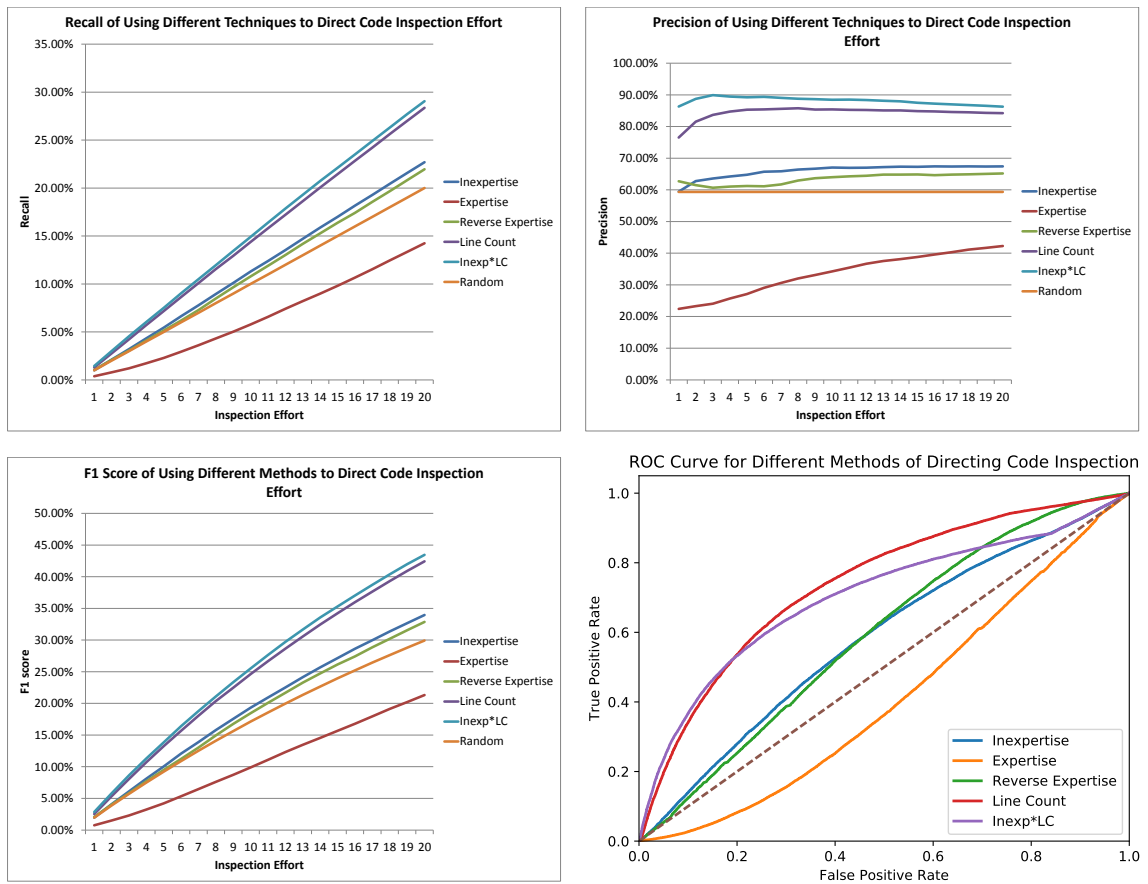 Recall of Using Different Techniques to Direct Code Inspection Effort
35.00%
30.00%
25.00%
20.00%
15.00%
10.00%
5.00%
0.00%
Recall
1 2 3 4 5 6 7 8 9 10 11 12 13 14 15 16 17 18 19 20
Inspection Effort
Inexpertise
Expertise
Reverse Expertise
Line Count
Inexp*LC
Random
Precision of Using Different Techniques to Direct Code Inspection
Effort
100.00%
90.00%
80.00%
70.00%
60.00%
50.00%
40.00%
30.00%
20.00%
10.00%
0.00%
Precision
1 2 3 4 5 6 7 8 9 10 11 12 13 14 15 16 17 18 19 20
Inspection Effort
Inexpertise
Expertise
Reverse Expertise
Line Count
Inexp*LC
Random
F1 Score of Using Different Methods to Direct Code Inspection
Effort
50.00%
45.00%
40.00%
35.00%
30.00%
25.00%
20.00%
15.00%
10.00%
5.00%
0.00%
F1 score
1 2 3 4 5 6 7 8 9 10 11 12 13 14 15 16 17 18 19 20
Inspection Effort
Inexpertise
Expertise
Reverse Expertise
Line Count
Inexp*LC
Random
ROC Curve for Different Methods of Directing Code Inspection
1.0
0.8
0.6
0.4
0.2
0.0
True Positive Rate
0.0 0.2 0.4 0.6 0.8 1.0
False Positive Rate
Inexpertise
Expertise
Reverse Expertise
Line Count
Inexp*LC